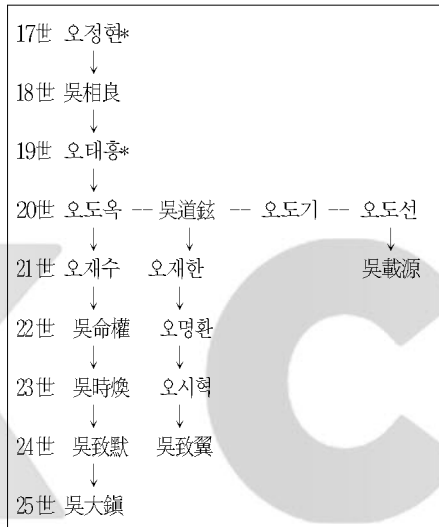 17世 오정현*
18世 吳相良
19世 오태홍*
20世 오도옥 -- 吳道鉉 -- 오도기 -- 오도선
21世 오재수 오재한 吳載源
22世 吳命權 오명환
23世 吳時煥 오시혁
24世 吳致默 吳致翼
25世 吳大鎭